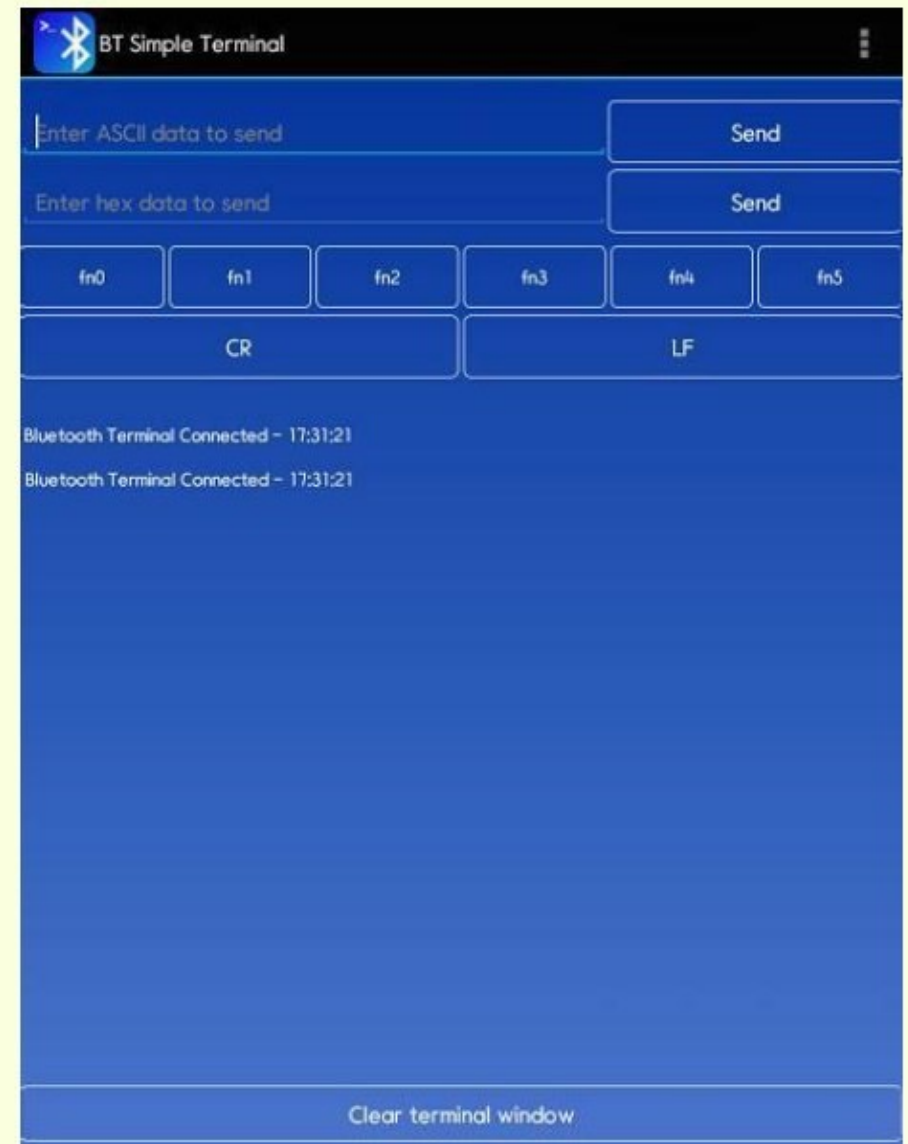 >_ BT Simple Terminal
Enter ASCII data to send Send
Enter hex data to send Send
fn0 fn1 fn2 fn3 fn4 fn5
CR LF
Bluetooth Terminal Connected - 17:31:21
Bluetooth Terminal Connected - 17:31:21
Clear terminal window